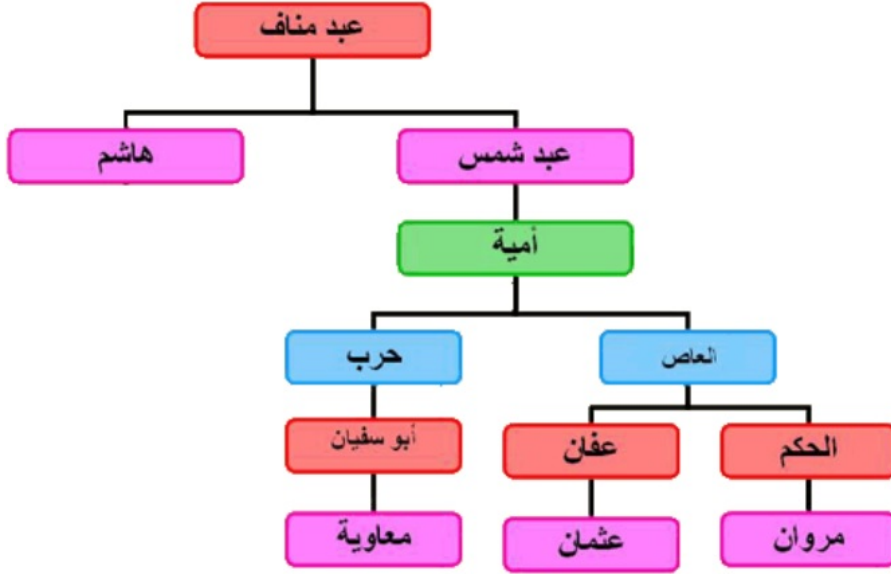 عبد مناف
عبد شمس
هاشم
أمية
العاص
حرب
الحكم
عفان
أبو سفيان
مروان
عثمان
معاوية